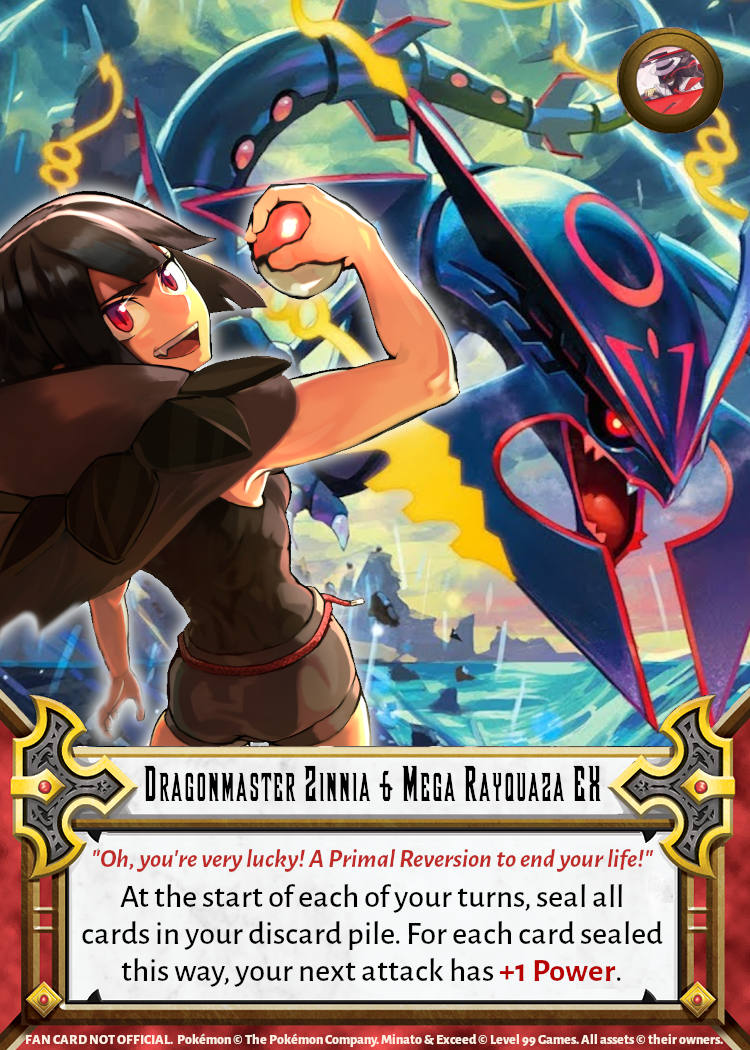 Dragonmaster Zinnia & Mega Rayquaza EX
"Oh, you're very lucky! A Primal Reversion to end your life!"
At the start of each of your turns, seal all
cards in your discard pile. For each card sealed
this way, your next attack has +1 Power.
FAN CARD NOT OFFICIAL. Pokémon © The Pokémon Company. Minato & Exceed © Level 99 Games. All assets © their owners.